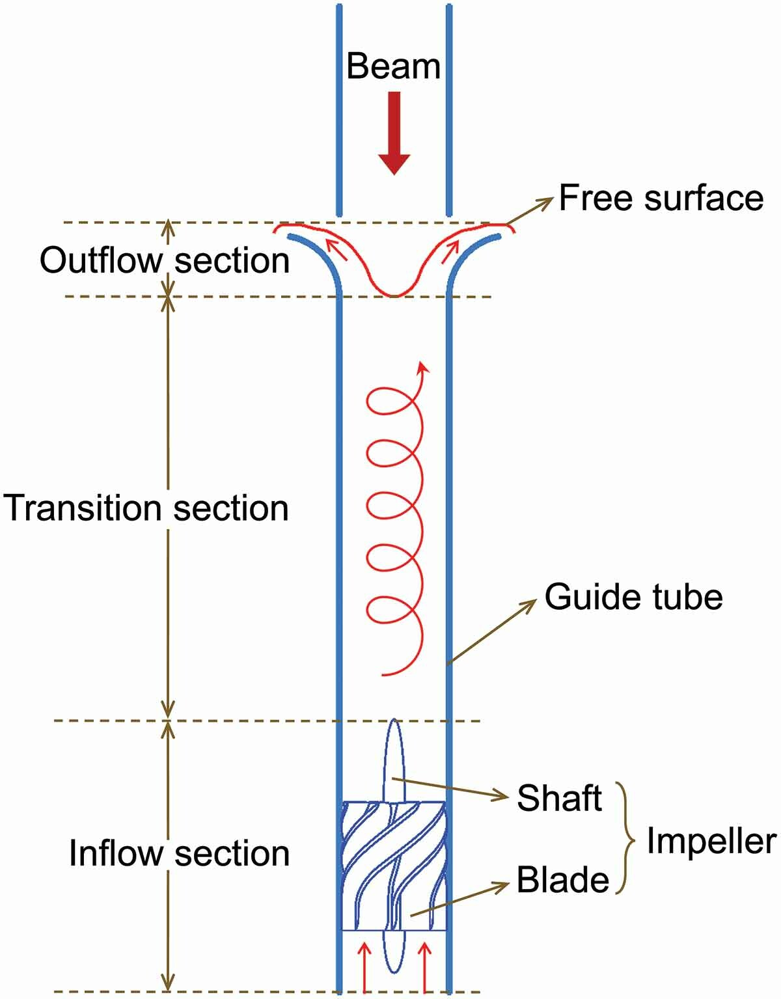 Beam
Free surface
Outflow section
Transition section
Guide tube
Shaft
Impeller
Inflow section
Blade